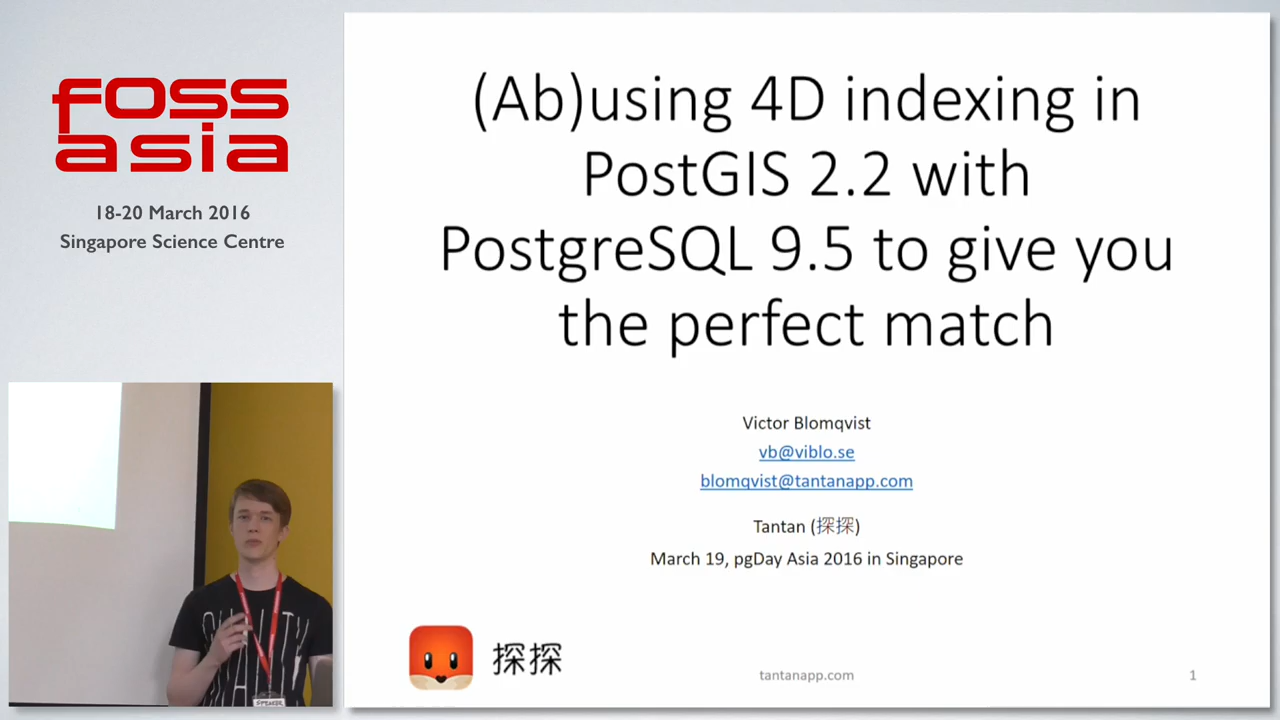 foss
asia
18-20 March 2016
Singapore Science Centre
(Ab)using 4D indexing in
PostGIS 2.2 with
PostgreSQL 9.5 to give you
the perfect match
Victor Blomqvist
vb@viblo.se
blomqvist@tantanapp.com
Tantan (探探)
March 19, pgDay Asia 2016 in Singapore
探探
tantanapp.com
1
QUALITY
SPEAKER